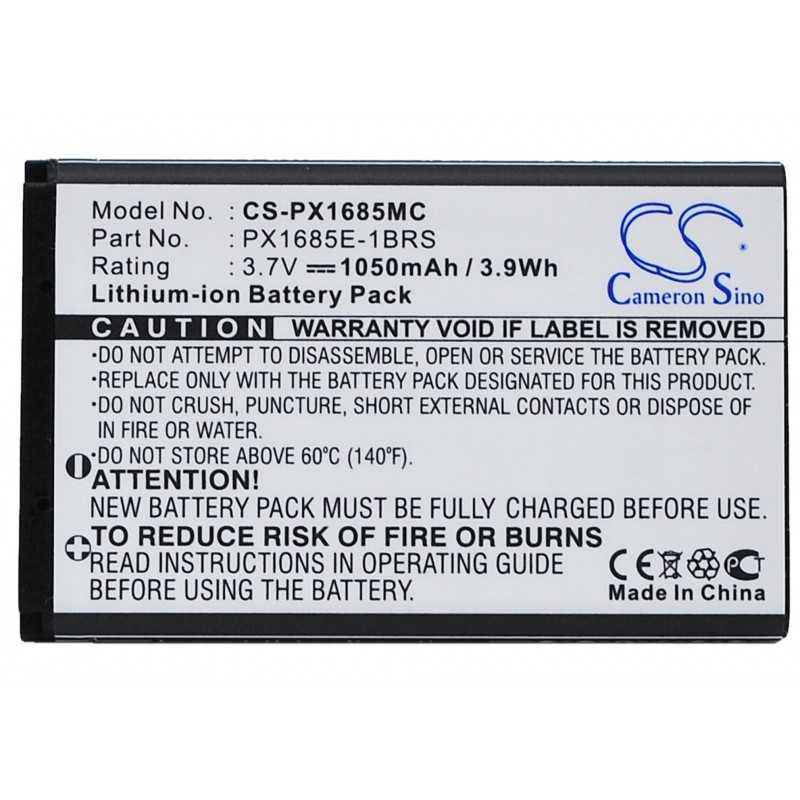 Model No. : CS-PX1685MC
Part No. : PX1685E-1BRS
Rating : 3.7V ⎓ 1050mAh / 3.9Wh
Lithium-ion Battery Pack
CS
Cameron Sino
CAUTION WARRANTY VOID IF LABEL IS REMOVED
•DO NOT ATTEMPT TO DISASSEMBLE, OPEN OR SERVICE THE BATTERY PACK.
•REPLACE ONLY WITH THE BATTERY PACK DESIGNATED FOR THIS PRODUCT.
•DO NOT CRUSH, PUNCTURE, SHORT EXTERNAL CONTACTS OR DISPOSE OF
IN FIRE OR WATER.
•DO NOT STORE ABOVE 60°C (140°F).
ATTENTION!
NEW BATTERY PACK MUST BE FULLY CHARGED BEFORE USE.
TO REDUCE RISK OF FIRE OR BURNS
READ INSTRUCTIONS IN OPERATING GUIDE
BEFORE USING BATTERY PACK.
CE PCT
Made In China